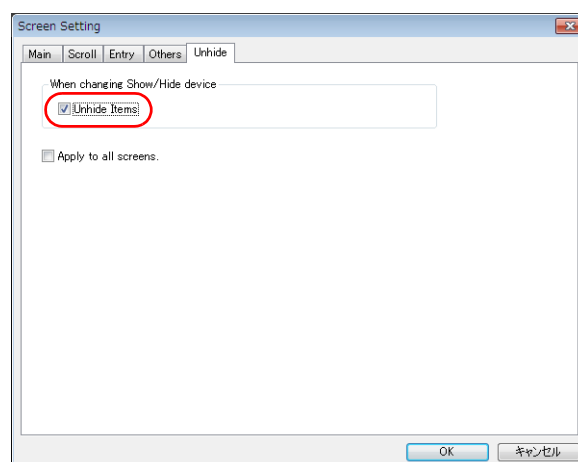 Screen Setting
Main Scroll Entry Others Unhide
When changing Show/Hide device
Unhide Items
Apply to all screens.
OK キャンセル